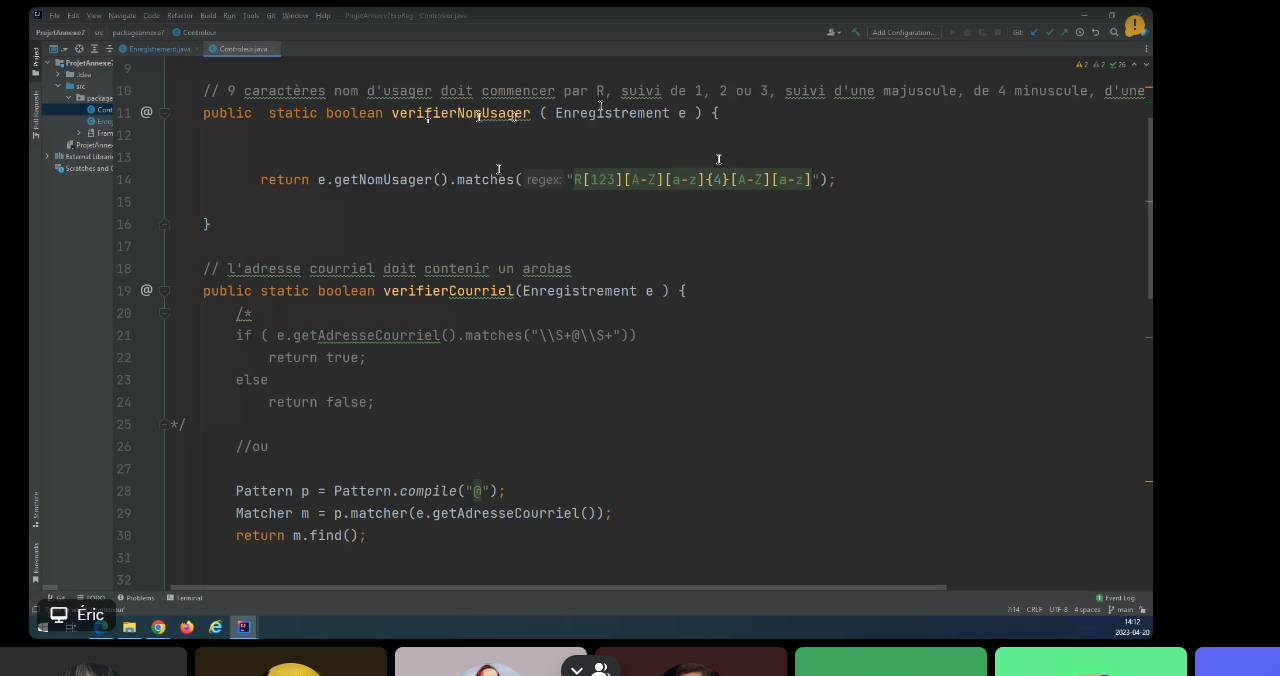 File Edit View Navigate Code Refactor Build Run Tools Git Window Help ProjetAnnexe7ExpReg - Controleur.java
ProjetAnnexe7 src packageannexe7 Controleur
Add Configuration... Git:
Project
Enregistrement.java Controleur.java
ProjetAnnexe7
.idea
src
package
Cont
Enreg
Fram
ProjetAnnex
External Librarie
Scratches and C
Pull Requests
2 2 26
9
10 // 9 caractères nom d'usager doit commencer par R, suivi de 1, 2 ou 3, suivi d'une majuscule, de 4 minuscule, d'une
11 @ public static boolean verifierNomUsager ( Enregistrement e ) {
12
13
14 return e.getNomUsager().matches( regex: "R[123][A-Z][a-z]{4}[A-Z][a-z]");
15
16 }
17
18 // l'adresse courriel doit contenir un arobas
19 @ public static boolean verifierCourriel(Enregistrement e ) {
20 /*
21 if ( e.getAdresseCourriel().matches("\\S+@\\S+"))
22 return true;
23 else
24 return false;
25 */
26 //ou
27
28 Pattern p = Pattern.compile("@");
29 Matcher m = p.matcher(e.getAdresseCourriel());
30 return m.find();
31
32
Structure
Bookmarks
Git TODO Problems Terminal Event Log
7:14 CRLF UTF-8 4 spaces main
Éric
14:12
2023-04-20